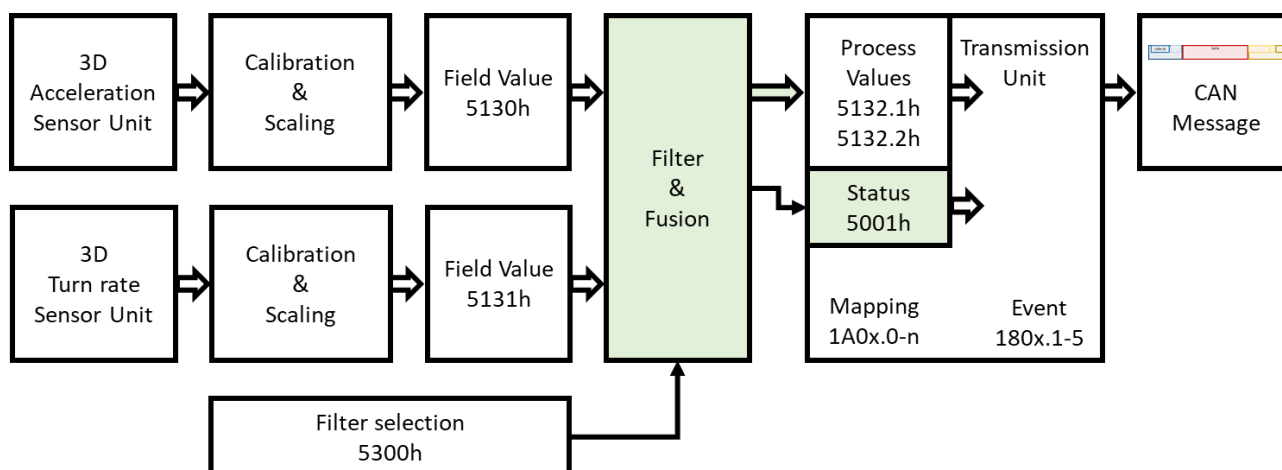 3D
Acceleration
Sensor Unit
Calibration
&
Scaling
Field Value
5130h
Filter
&
Fusion
Process
Values
5132.1h
5132.2h
Transmission
Unit
CAN
Message
Status
5001h
3D
Turn rate
Sensor Unit
Calibration
&
Scaling
Field Value
5131h
Mapping
1A0x.0-n
Event
180x.1-5
Filter selection
5300h